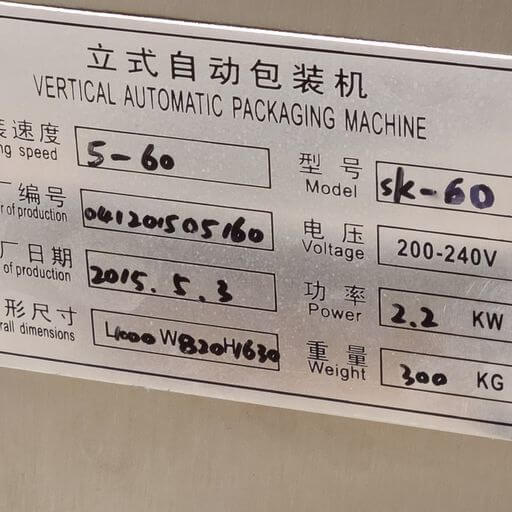 立式自动包装机
VERTICAL AUTOMATIC PACKAGING MACHINE
装速度 5-60
ng speed
型号 SK-60
Model
厂编号 041201505160
r of production
电压 200-240V
Voltage
厂日期 2015.5.3
of production
功率 2.2 KW
Power
形尺寸 L1000 W820 H1630
rall dimensions
重量 300 KG
Weight